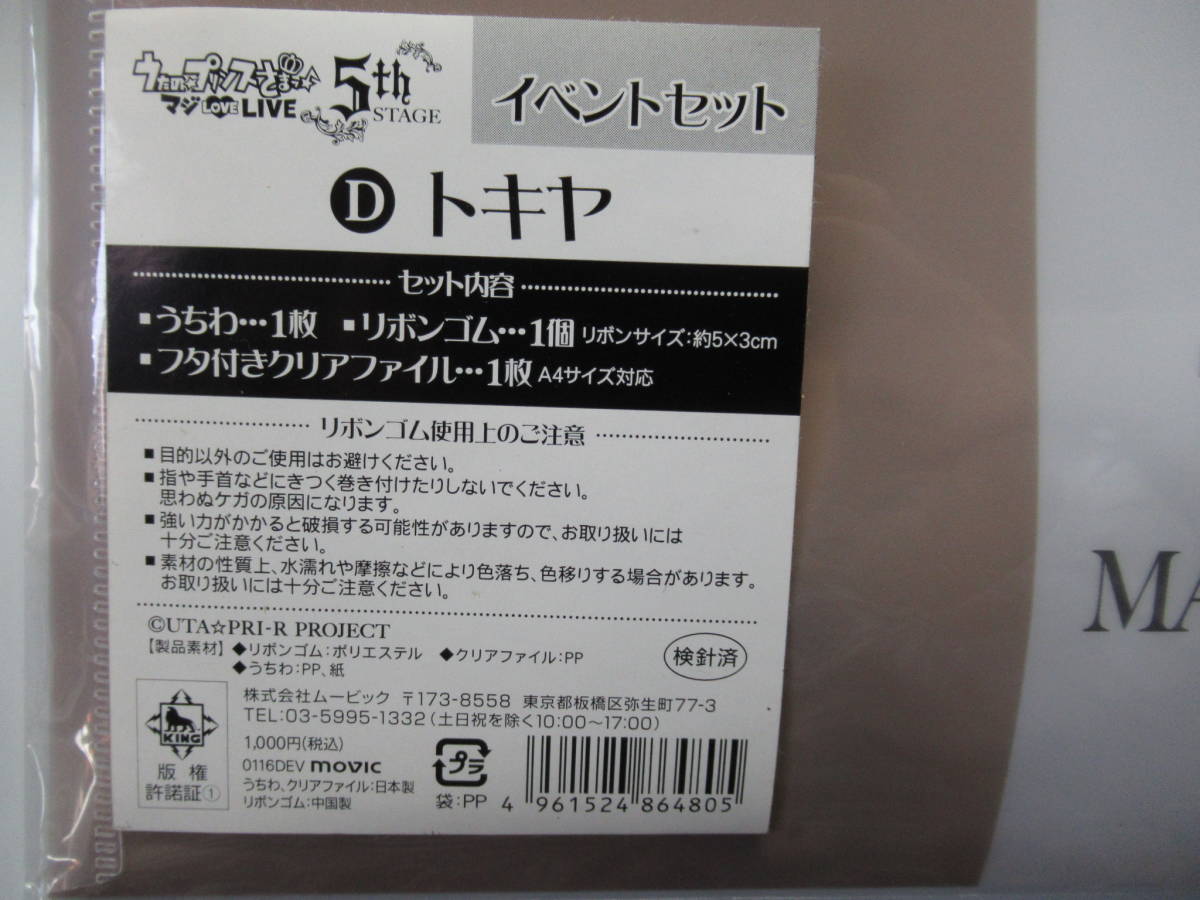 うたの☆プリンスさまっ♪
マジLOVE LIVE 5th STAGE
イベントセット
D トキヤ
セット内容
■うちわ…1枚 ■リボンゴム…1個 リボンサイズ：約5×3cm
■フタ付きクリアファイル…1枚 A4サイズ対応
リボンゴム使用上のご注意
■目的以外のご使用はお避けください。
■指や手首などにきつく巻き付けたりしないでください。
思わぬケガの原因になります。
■強い力がかかると破損する可能性がありますので、お取り扱いには
十分ご注意ください。
■素材の性質上、水濡れや摩擦などにより色落ち、色移りする場合があります。
お取り扱いには十分ご注意ください。
©UTA☆PRI-R PROJECT
【製品素材】◆リボンゴム：ポリエステル ◆クリアファイル：PP
◆うちわ：PP、紙
検針済
KING
版権
許諾証①
株式会社ムービック 〒173-8558 東京都板橋区弥生町77-3
TEL：03-5995-1332（土日祝を除く10：00～17：00）
1,000円（税込）
0116DEV movic
うちわ、クリアファイル：日本製
リボンゴム：中国製
プラ
袋：PP
4 961524 864805
MA